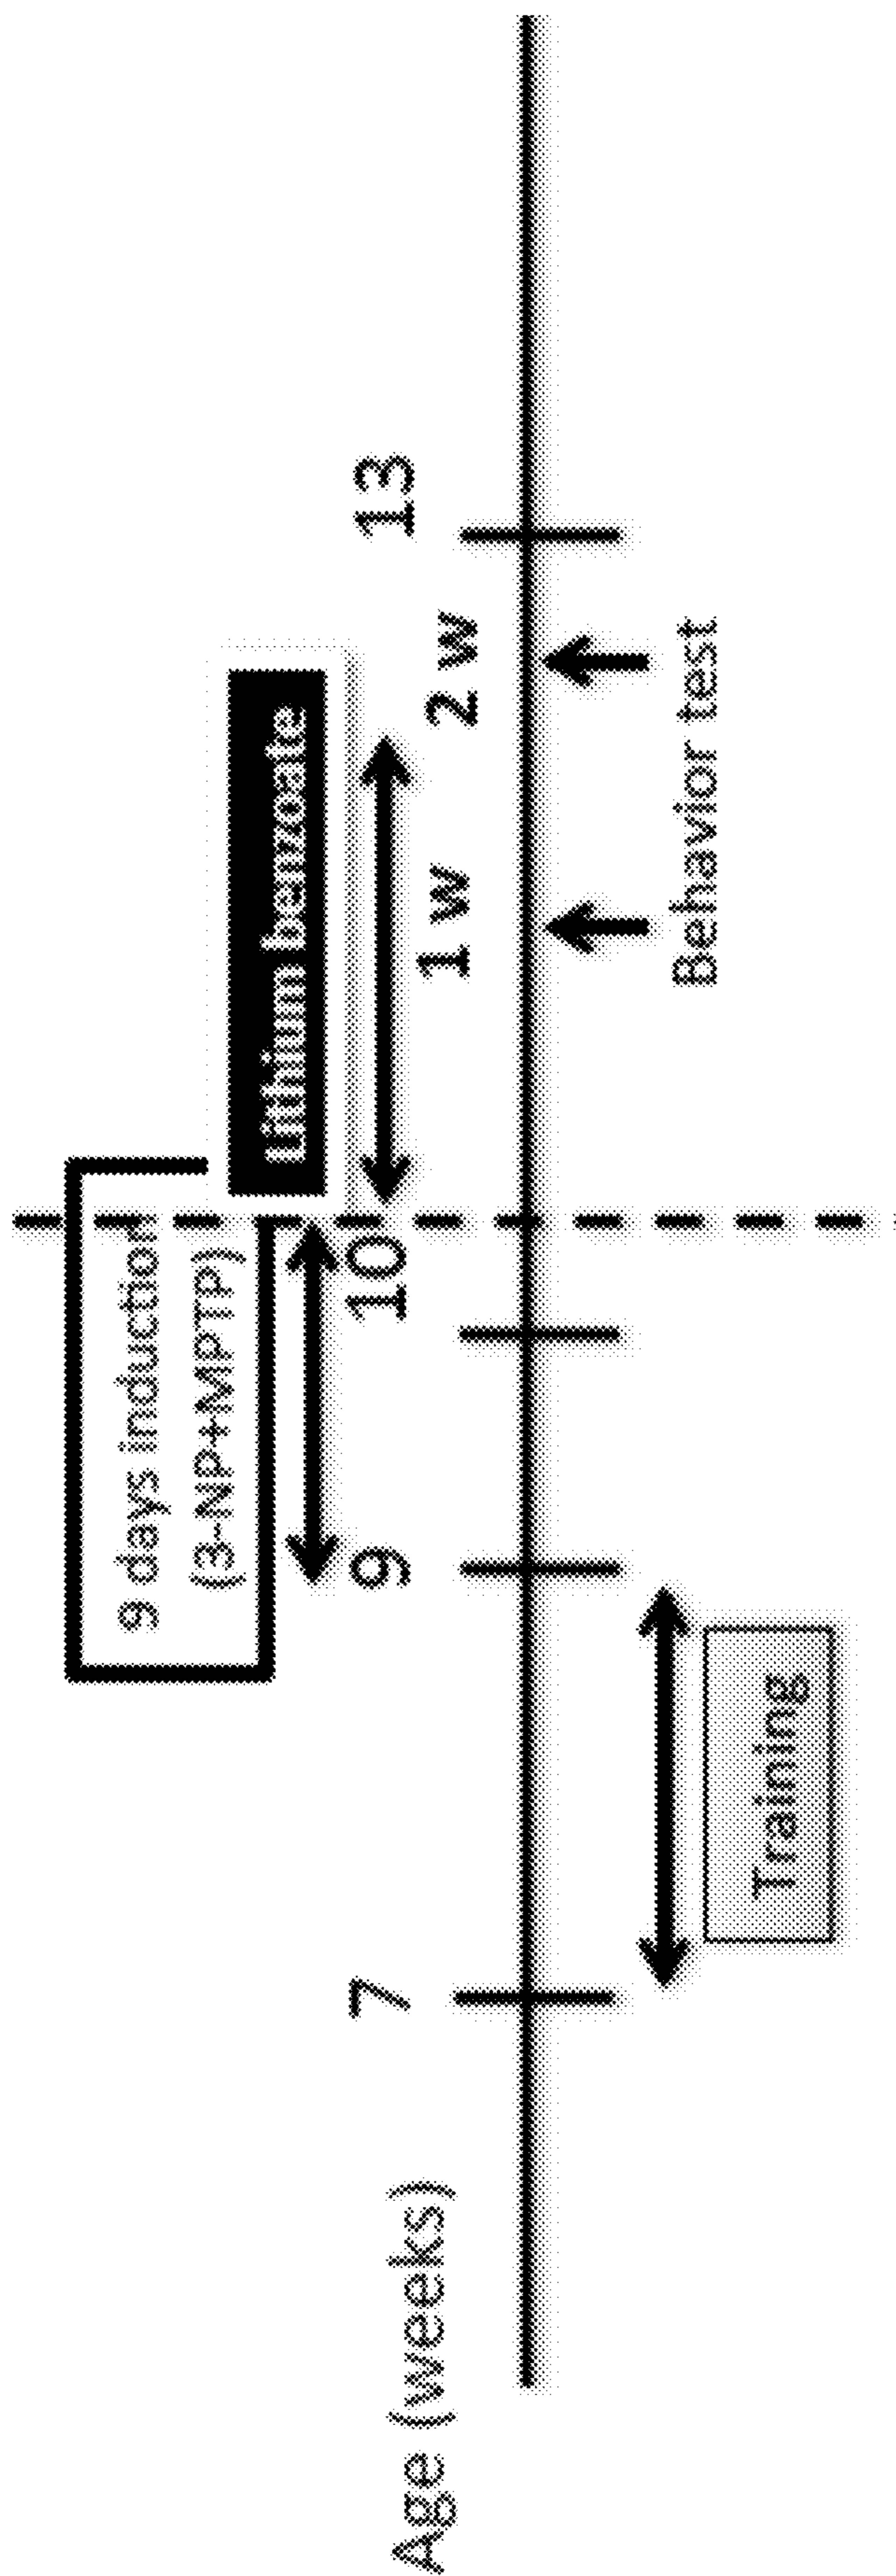 9 days induction
(3-NP+MPTP)
Lithium benzoate
Age (weeks)
7
9
10
13
1 w
2 w
Training
Behavior test